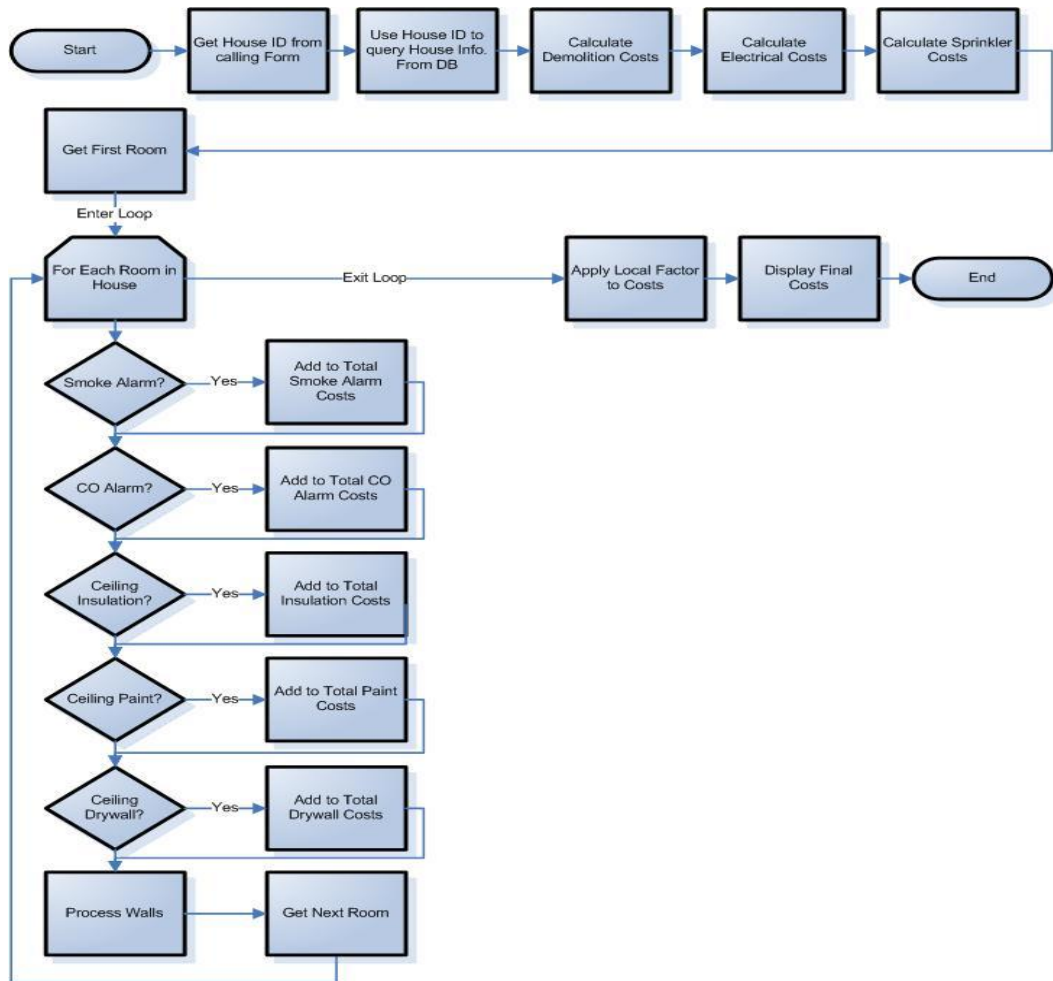 Start
Get House ID from
calling Form
Use House ID to
query House Info.
From DB
Calculate
Demolition Costs
Calculate
Electrical Costs
Calculate Sprinkler
Costs
Get First Room
Enter Loop
For Each Room in
House
Exit Loop
Apply Local Factor
to Costs
Display Final
Costs
End
Smoke Alarm?
Yes
Add to Total
Smoke Alarm
Costs
CO Alarm?
Yes
Add to Total CO
Alarm Costs
Ceiling
Insulation?
Yes
Add to Total
Insulation Costs
Ceiling Paint?
Yes
Add to Total Paint
Costs
Ceiling
Drywall?
Yes
Add to Total
Drywall Costs
Process Walls
Get Next Room